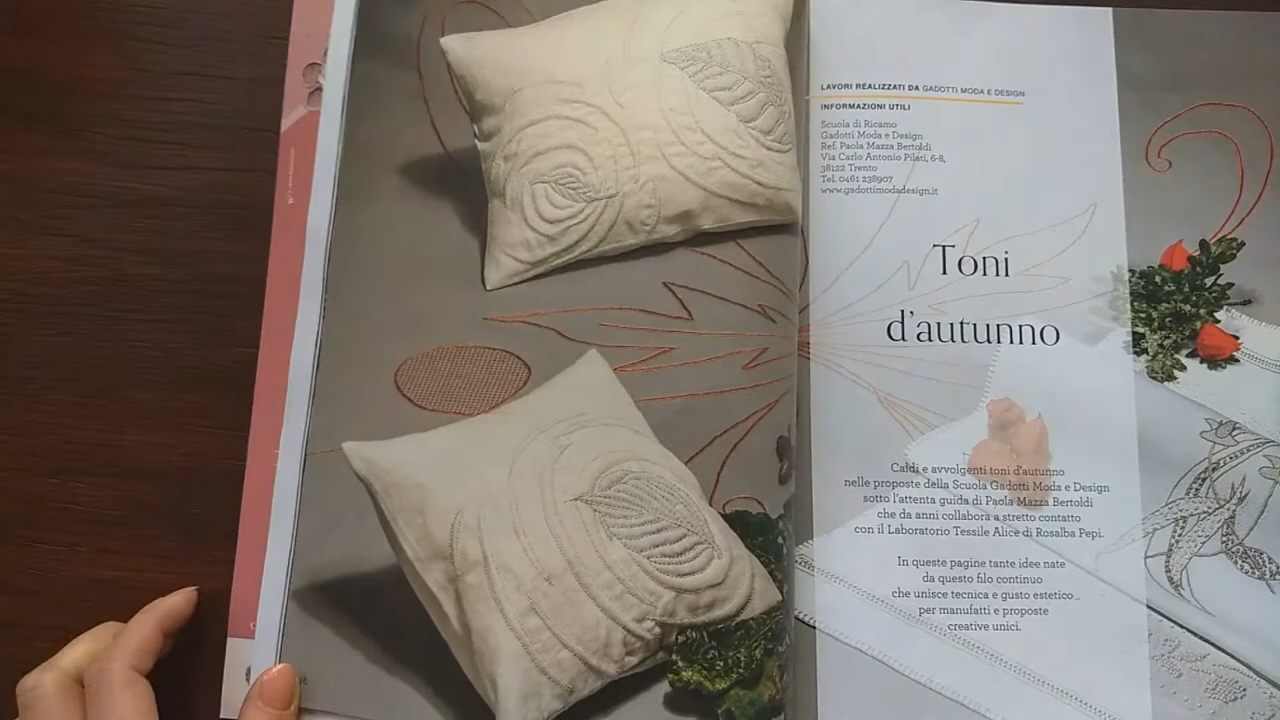 LAVORI REALIZZATI DA GADOTTI MODA E DESIGN
INFORMAZIONI UTILI
Scuola di Ricamo
Gadotti Moda e Design
Ref. Paola Mazza Bertoldi
Via Carlo Antonio Pilati, 6-8,
38122 Trento
Tel. 0461 238907
www.gadottimodadesign.it
Toni
d'autunno
Caldi e avvolgenti toni d'autunno
nelle proposte della Scuola Gadotti Moda e Design
sotto l'attenta guida di Paola Mazza Bertoldi
che da anni collabora a stretto contatto
con il Laboratorio Tessile Alice di Rosalba Pepi.
In queste pagine tante idee nate
da questo filo continuo
che unisce tecnica e gusto estetico
per manufatti e proposte
creative unici.